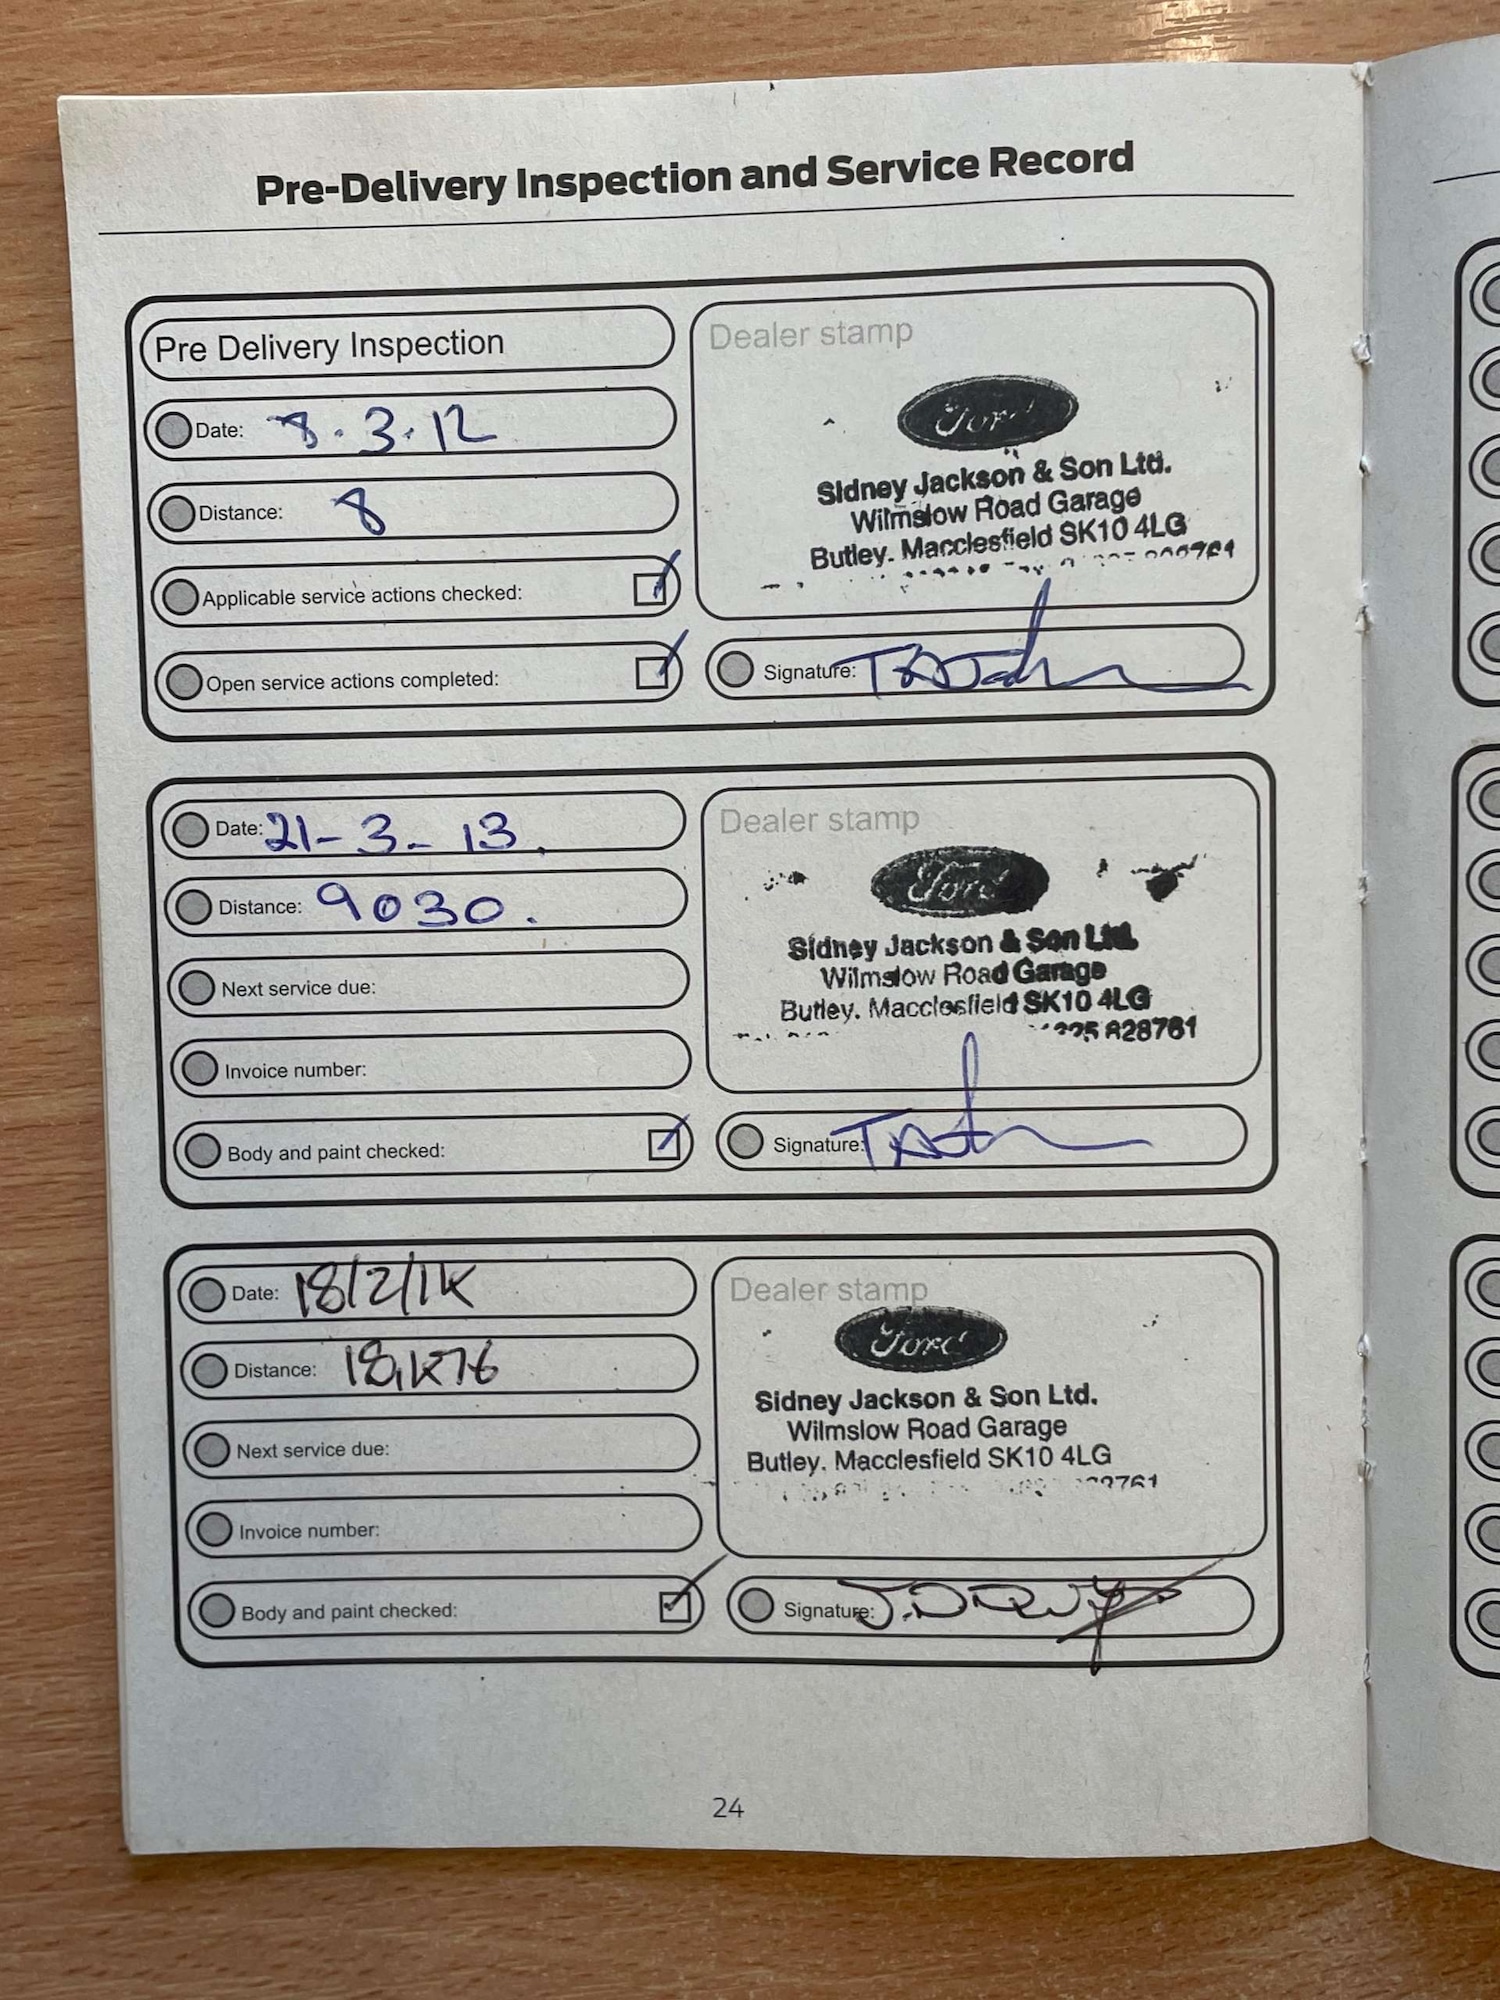 Pre-Delivery Inspection and Service Record
Pre Delivery Inspection
Date: 8.3.12
Distance: 8
Applicable service actions checked:
Open service actions completed:
Dealer stamp
Ford
Sidney Jackson & Son Ltd.
Wilmslow Road Garage
Butley. Macclesfield SK10 4LG
Signature:
Date: 21-3-13.
Distance: 9030.
Next service due:
Invoice number:
Body and paint checked:
Dealer stamp
Ford
Sidney Jackson & Son Ltd.
Wilmslow Road Garage
Butley. Macclesfield SK10 4LG
828761
Signature:
Date: 18/2/14
Distance: 18,476
Next service due:
Invoice number:
Body and paint checked:
Dealer stamp
Ford
Sidney Jackson & Son Ltd.
Wilmslow Road Garage
Butley. Macclesfield SK10 4LG
Signature:
24